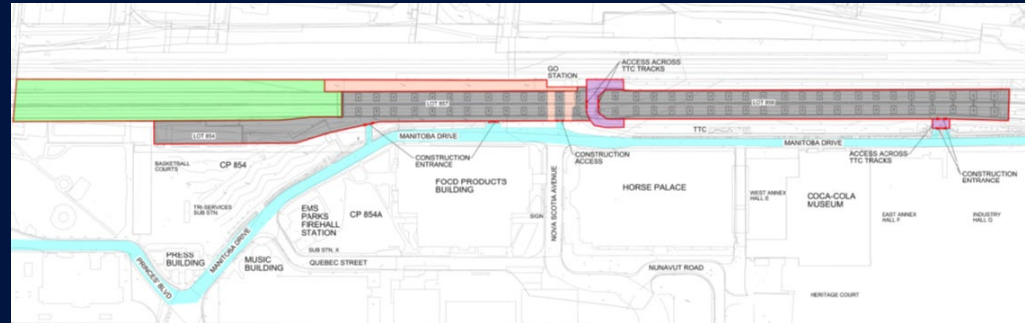 GO
STATION
ACCESS ACROSS
TTC TRACKS
LOT 857
LOT 854
MANITOBA DRIVE
TTC
MANITOBA DRIVE
BASKETBALL
COURTS
CP 854
CONSTRUCTION
ENTRANCE
CONSTRUCTION
ACCESS
ACCESS ACROSS
TTC TRACKS
CONSTRUCTION
ENTRANCE
FOOD PRODUCTS
BUILDING
NOVA SCOTIA AVENUE
HORSE PALACE
WEST ANNEX
HALL E
COCA-COLA
MUSEUM
TRI-SERVICES
SUB STN
EMS
PARKS
FIREHALL
STATION
CP 854A
SIGN
EAST ANNEX
HALL F
INDUSTRY
HALL G
MANITOBA DRIVE
SUB STN. X
PRESS
BUILDING
MUSIC
BUILDING
QUEBEC STREET
NUNAVUT ROAD
PRINCES' BLVD
HERITAGE COURT